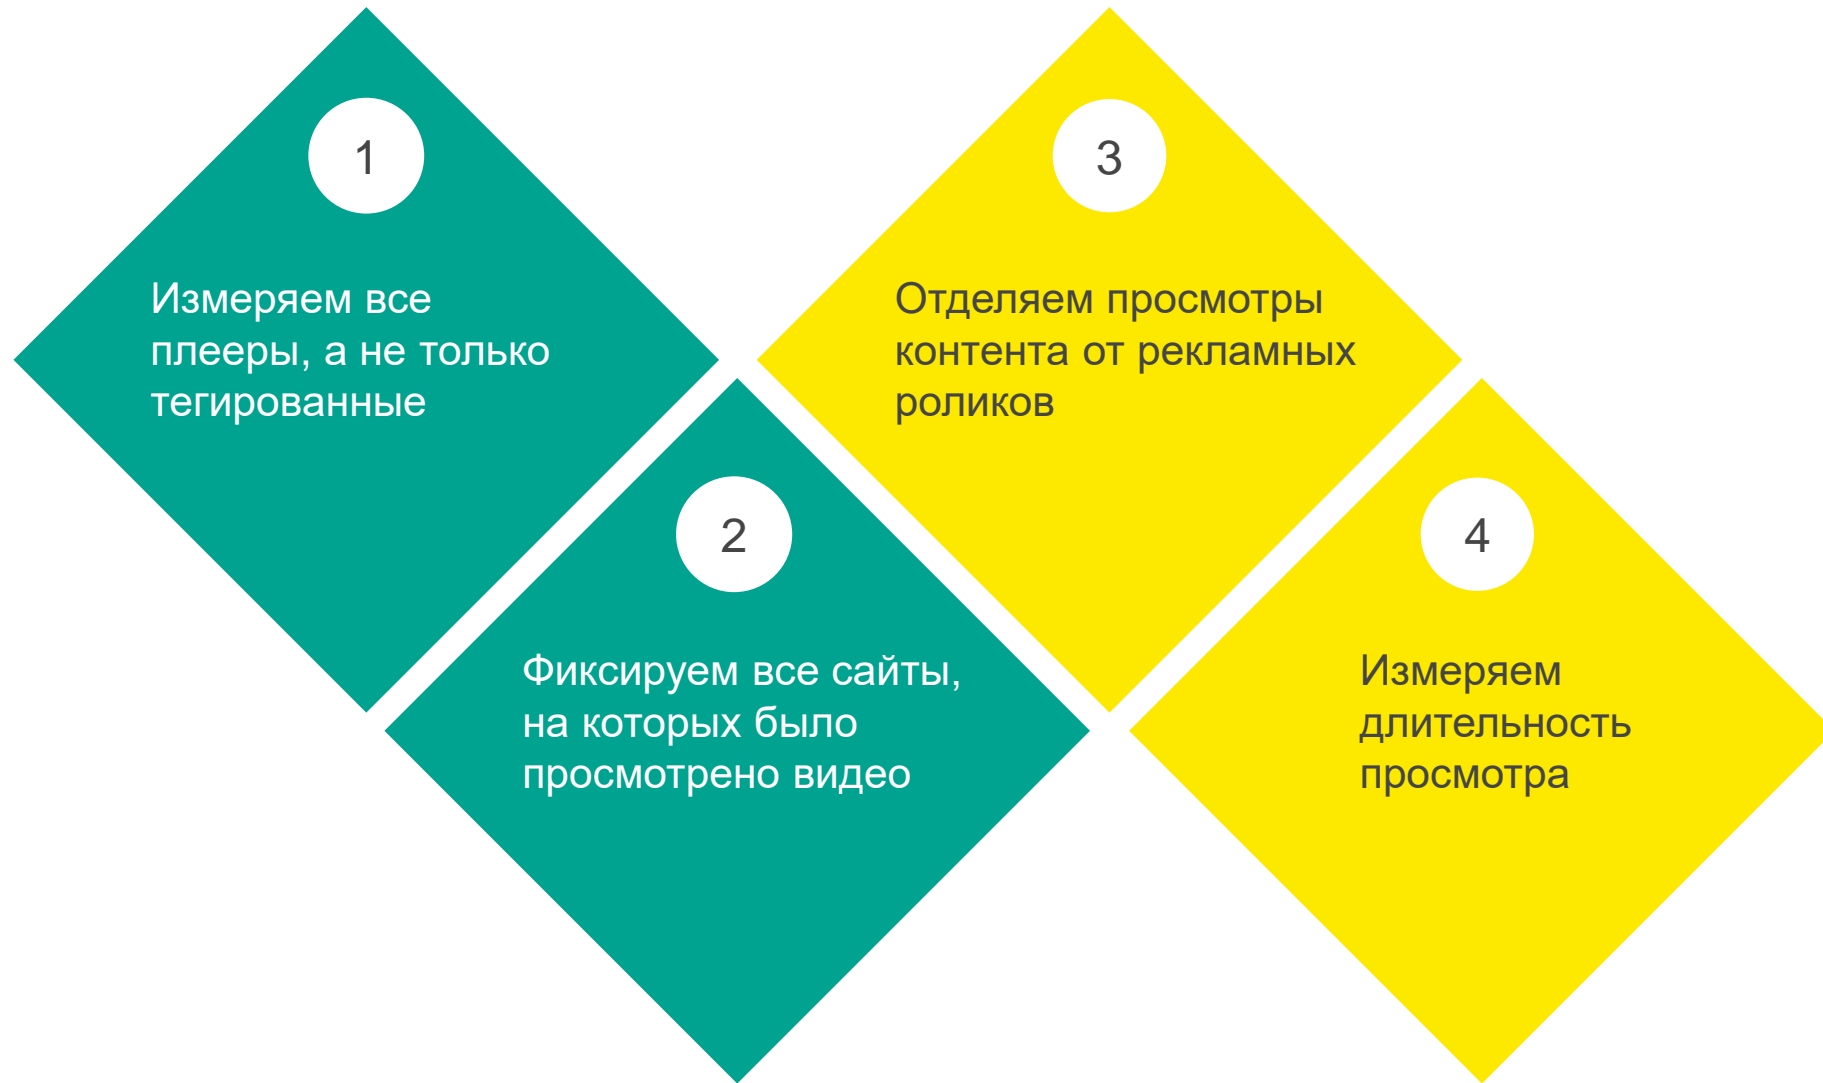 1
Измеряем все
плееры, а не только
тегированные
2
Фиксируем все сайты,
на которых было
просмотрено видео
3
Отделяем просмотры
контента от рекламных
роликов
4
Измеряем
длительность
просмотра